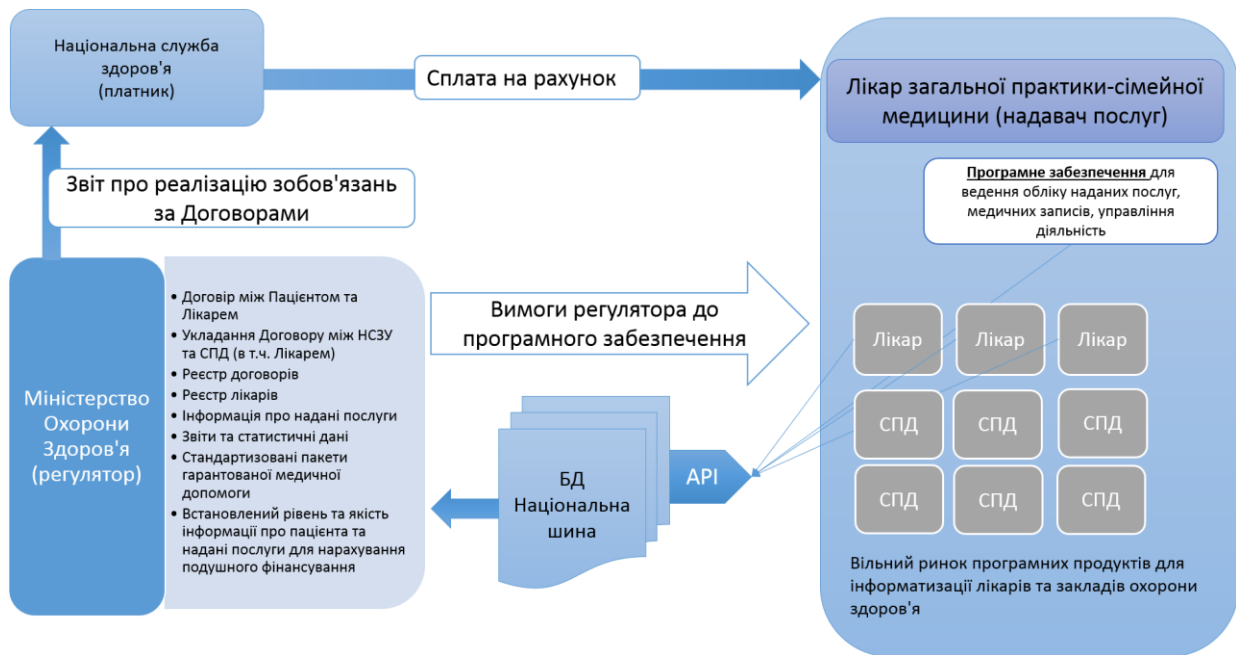 Національна служба
здоров'я
(платник)
Сплата на рахунок
Лікар загальної практики-сімейної
медицини (надавач послуг)
Програмне забезпечення для
ведення обліку наданих послуг,
медичних записів, управління
діяльність
Звіт про реалізацію зобов'язань
за Договорами
Міністерство
Охорони
Здоров'я
(регулятор)
• Договір між Пацієнтом та
Лікарем
• Укладання Договору між НСЗУ
та СПД (в т.ч. Лікарем)
• Реєстр договорів
• Реєстр лікарів
• Інформація про надані послуги
• Звіти та статистичні дані
• Стандартизовані пакети
гарантованої медичної
допомоги
• Встановлений рівень та якість
інформації про пацієнта та
надані послуги для нарахування
подушного фінансування
Вимоги регулятора до
програмного забезпечення
БД
Національна
шина
API
Лікар Лікар Лікар
СПД СПД СПД
СПД СПД СПД
Вільний ринок програмних продуктів для
інформатизації лікарів та закладів охорони
здоров'я